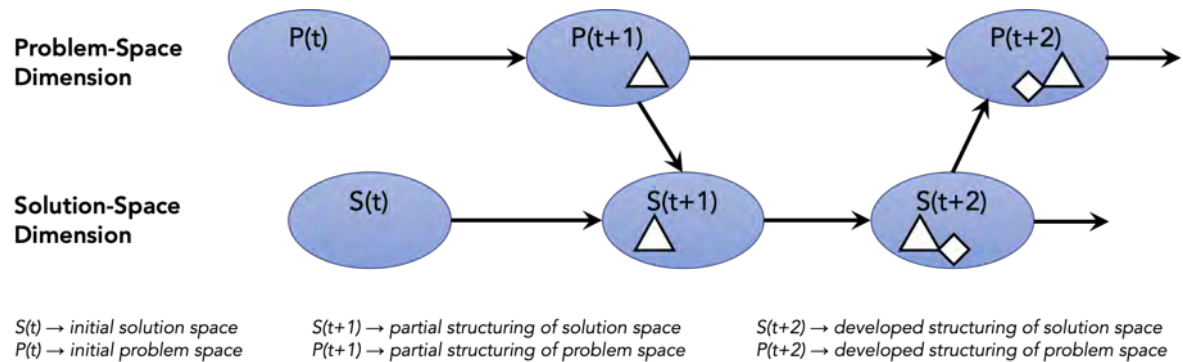 Problem-Space
Dimension
P(t)
P(t+1)
P(t+2)
Solution-Space
Dimension
S(t)
S(t+1)
S(t+2)
S(t) → initial solution space
P(t) → initial problem space
S(t+1) → partial structuring of solution space
P(t+1) → partial structuring of problem space
S(t+2) → developed structuring of solution space
P(t+2) → developed structuring of problem space